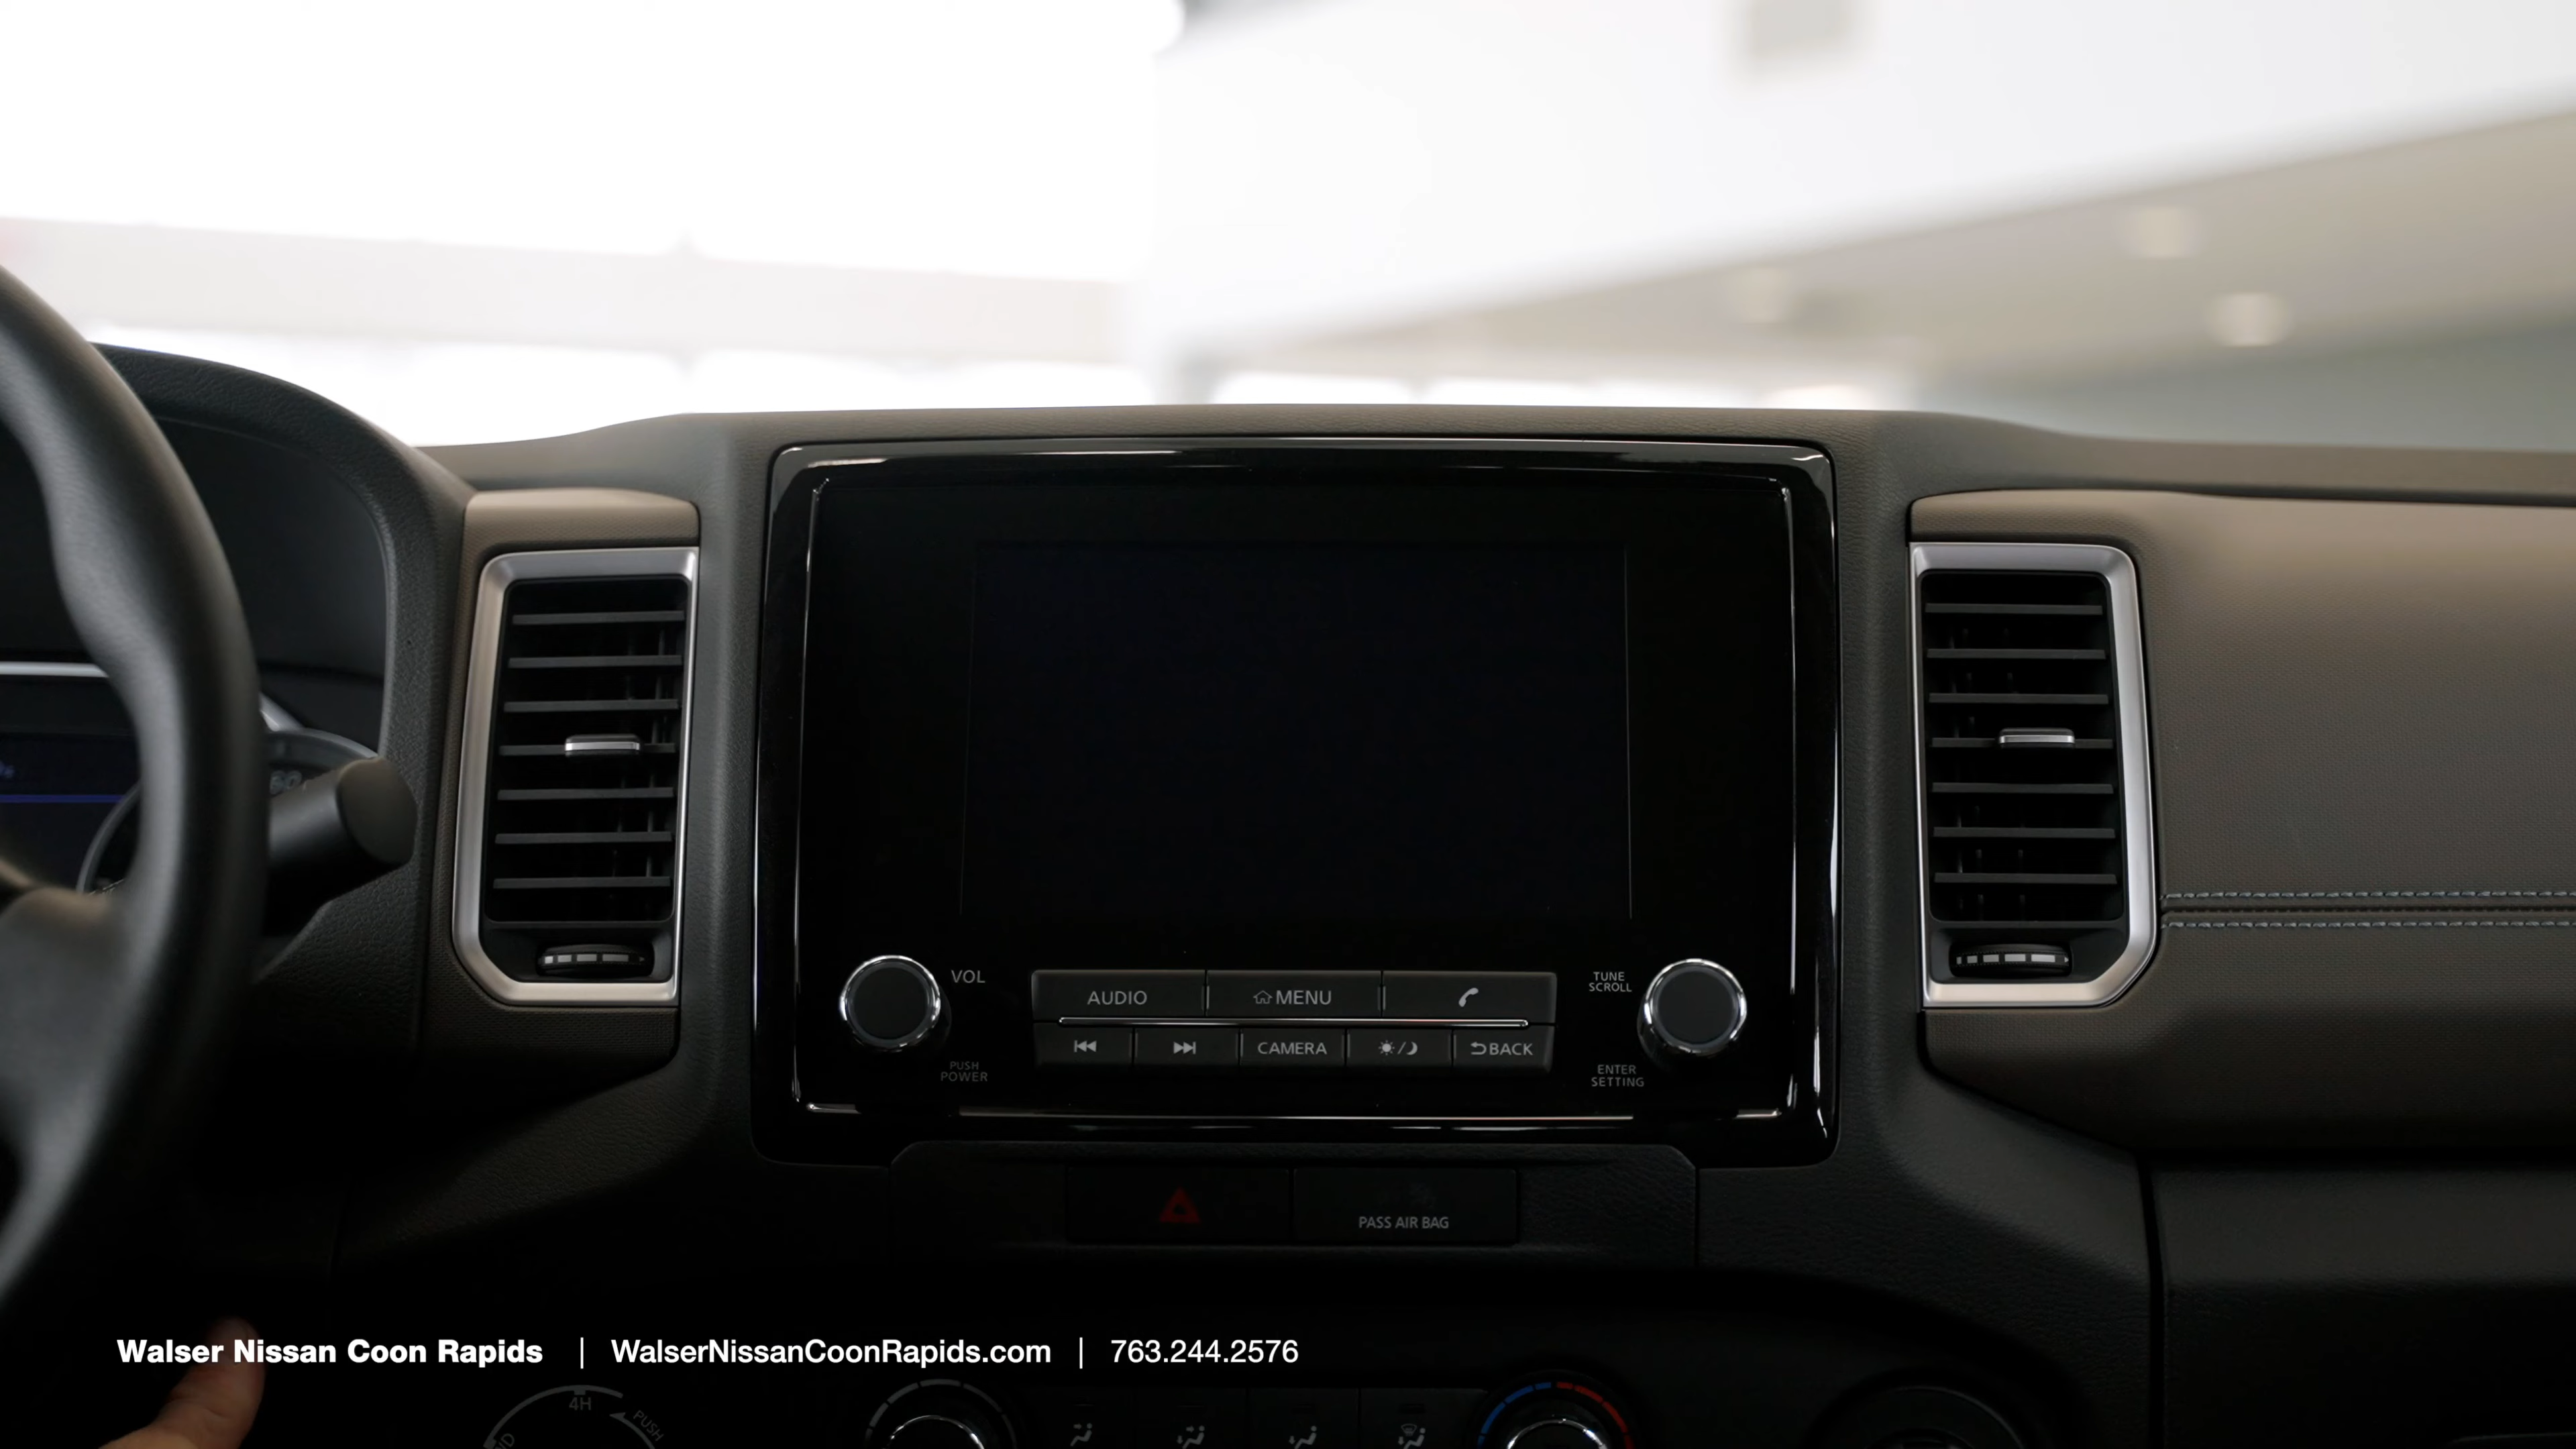 VOL
PUSH
POWER
AUDIO
MENU
CAMERA
BACK
TUNE
SCROLL
ENTER
SETTING
PASS AIR BAG
Walser Nissan Coon Rapids | WalserNissanCoonRapids.com | 763.244.2576
4H
PUSH